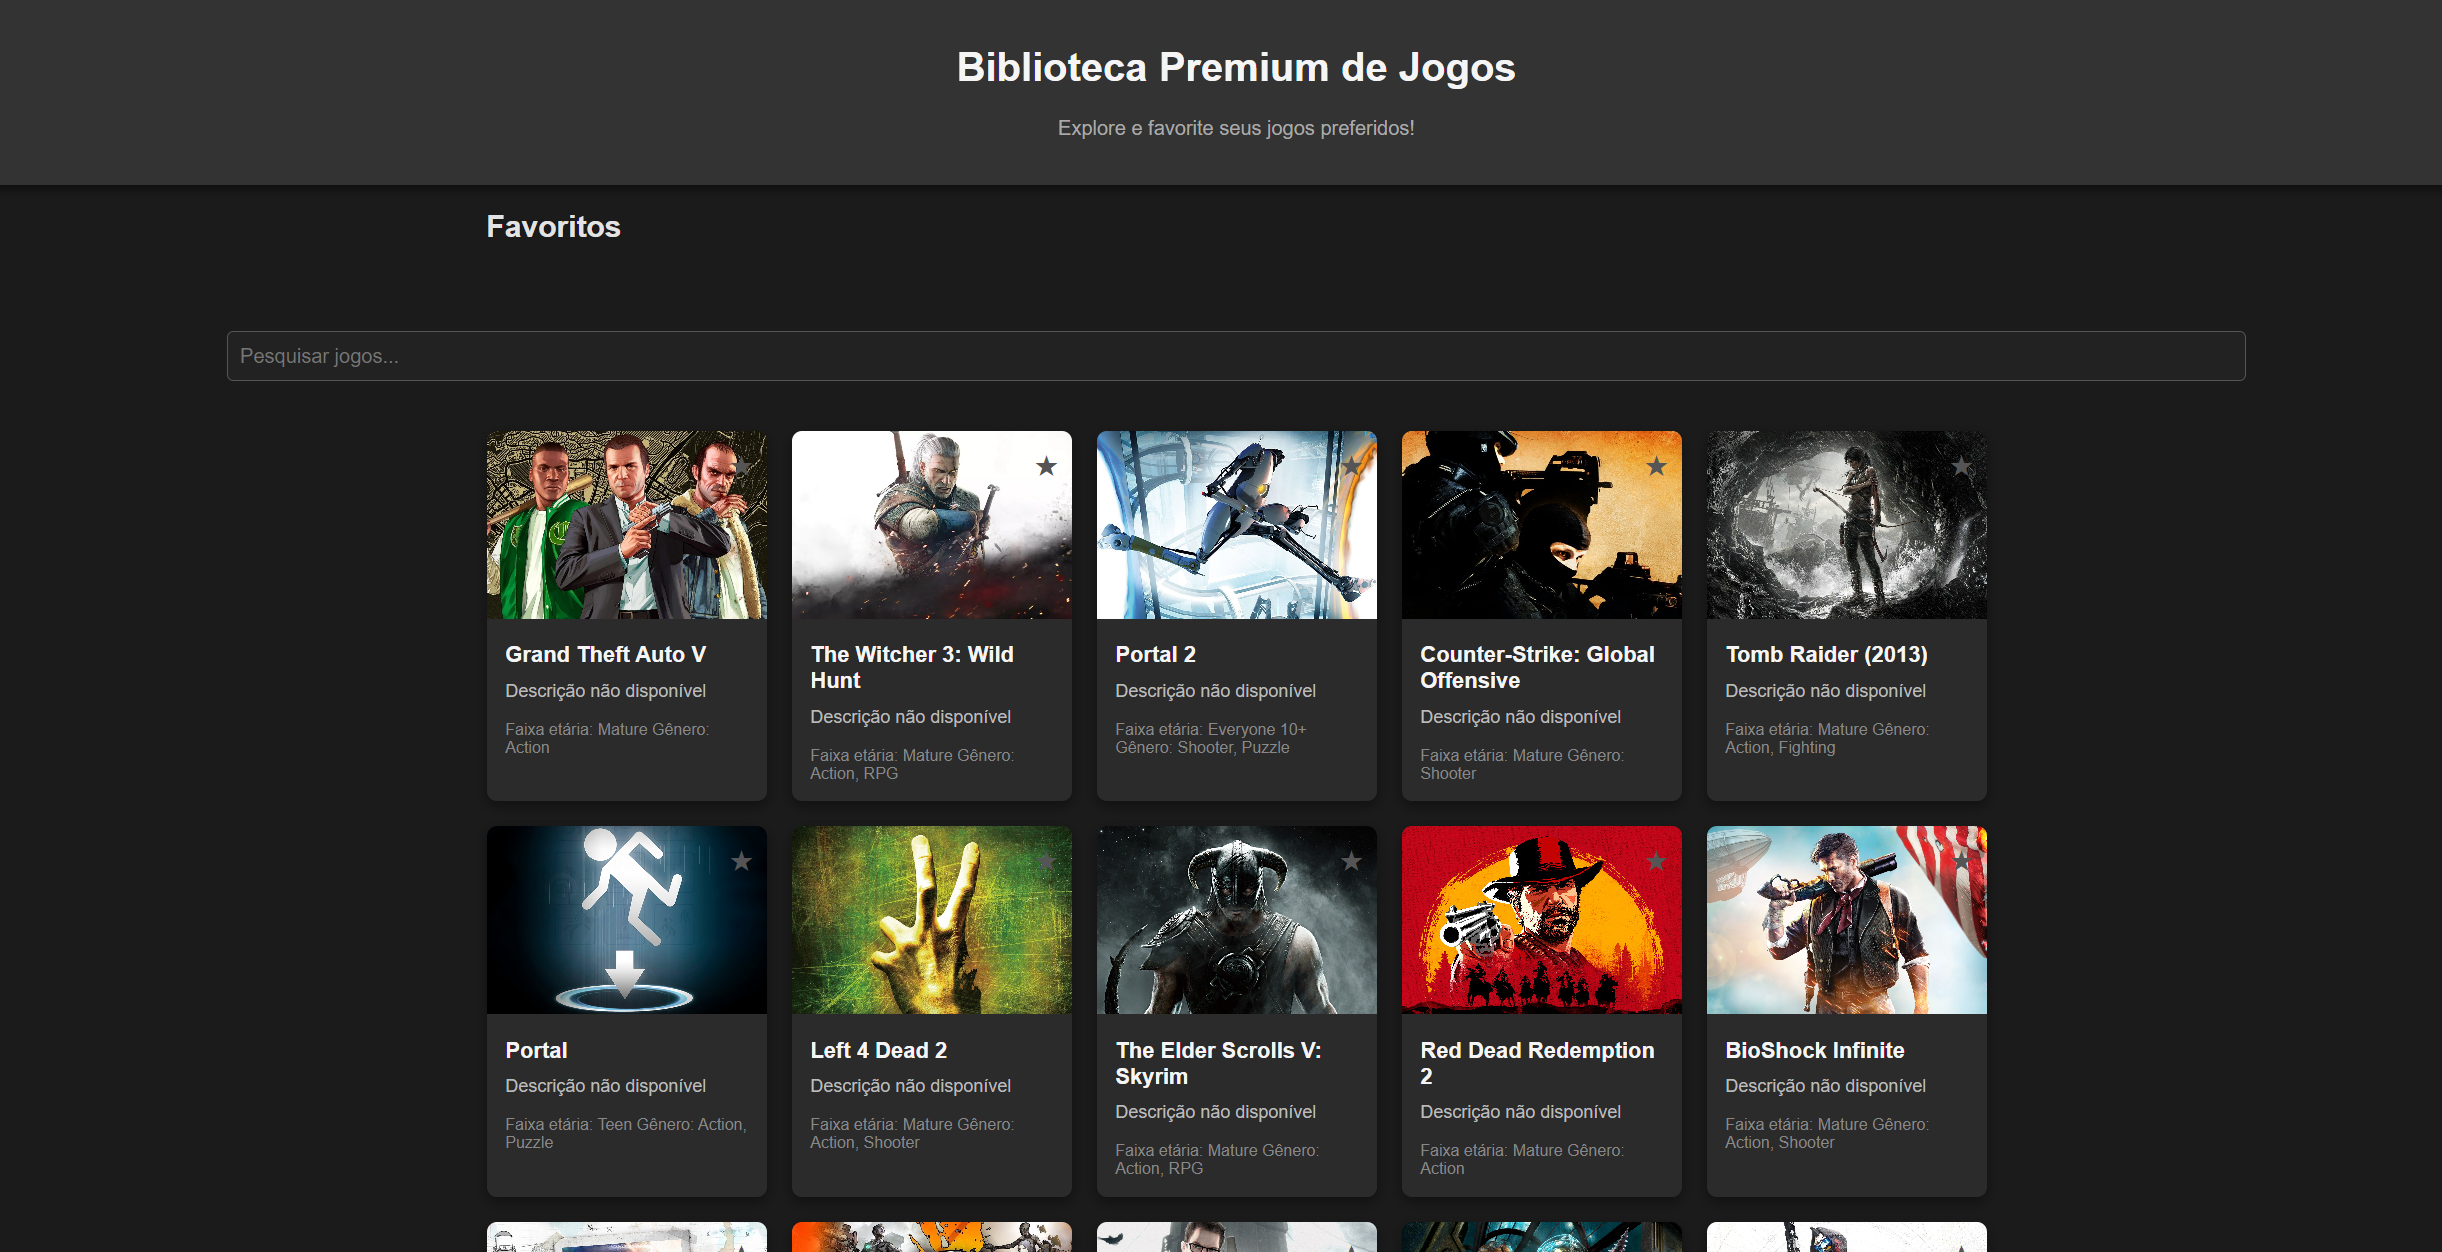 Biblioteca Premium de Jogos
Explore e favorite seus jogos preferidos!
Favoritos
Pesquisar jogos...
Grand Theft Auto V
Descrição não disponível
Faixa etária: Mature Gênero:
Action
The Witcher 3: Wild
Hunt
Descrição não disponível
Faixa etária: Mature Gênero:
Action, RPG
Portal 2
Descrição não disponível
Faixa etária: Everyone 10+
Gênero: Shooter, Puzzle
Counter-Strike: Global
Offensive
Descrição não disponível
Faixa etária: Mature Gênero:
Shooter
Tomb Raider (2013)
Descrição não disponível
Faixa etária: Mature Gênero:
Action, Fighting
Portal
Descrição não disponível
Faixa etária: Teen Gênero: Action,
Puzzle
Left 4 Dead 2
Descrição não disponível
Faixa etária: Mature Gênero:
Action, Shooter
The Elder Scrolls V:
Skyrim
Descrição não disponível
Faixa etária: Mature Gênero:
Action, RPG
Red Dead Redemption
2
Descrição não disponível
Faixa etária: Mature Gênero:
Action
BioShock Infinite
Descrição não disponível
Faixa etária: Mature Gênero:
Action, Shooter